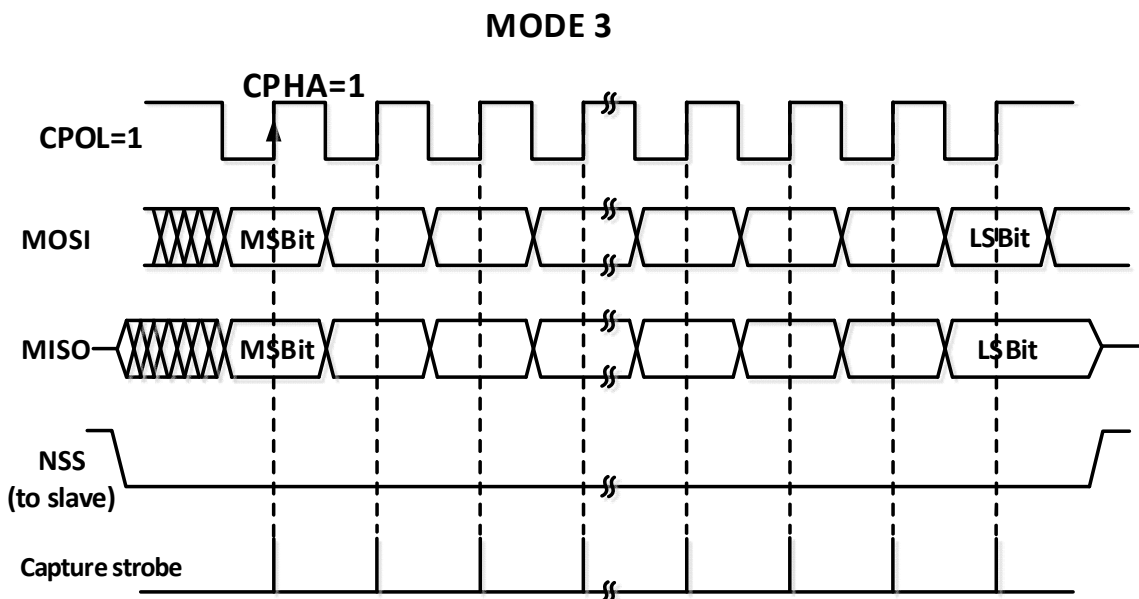 MODE 3
CPHA=1
CPOL=1
MOSI
MSBit
LSBit
MISO
MSBit
LSBit
NSS
(to slave)
Capture strobe